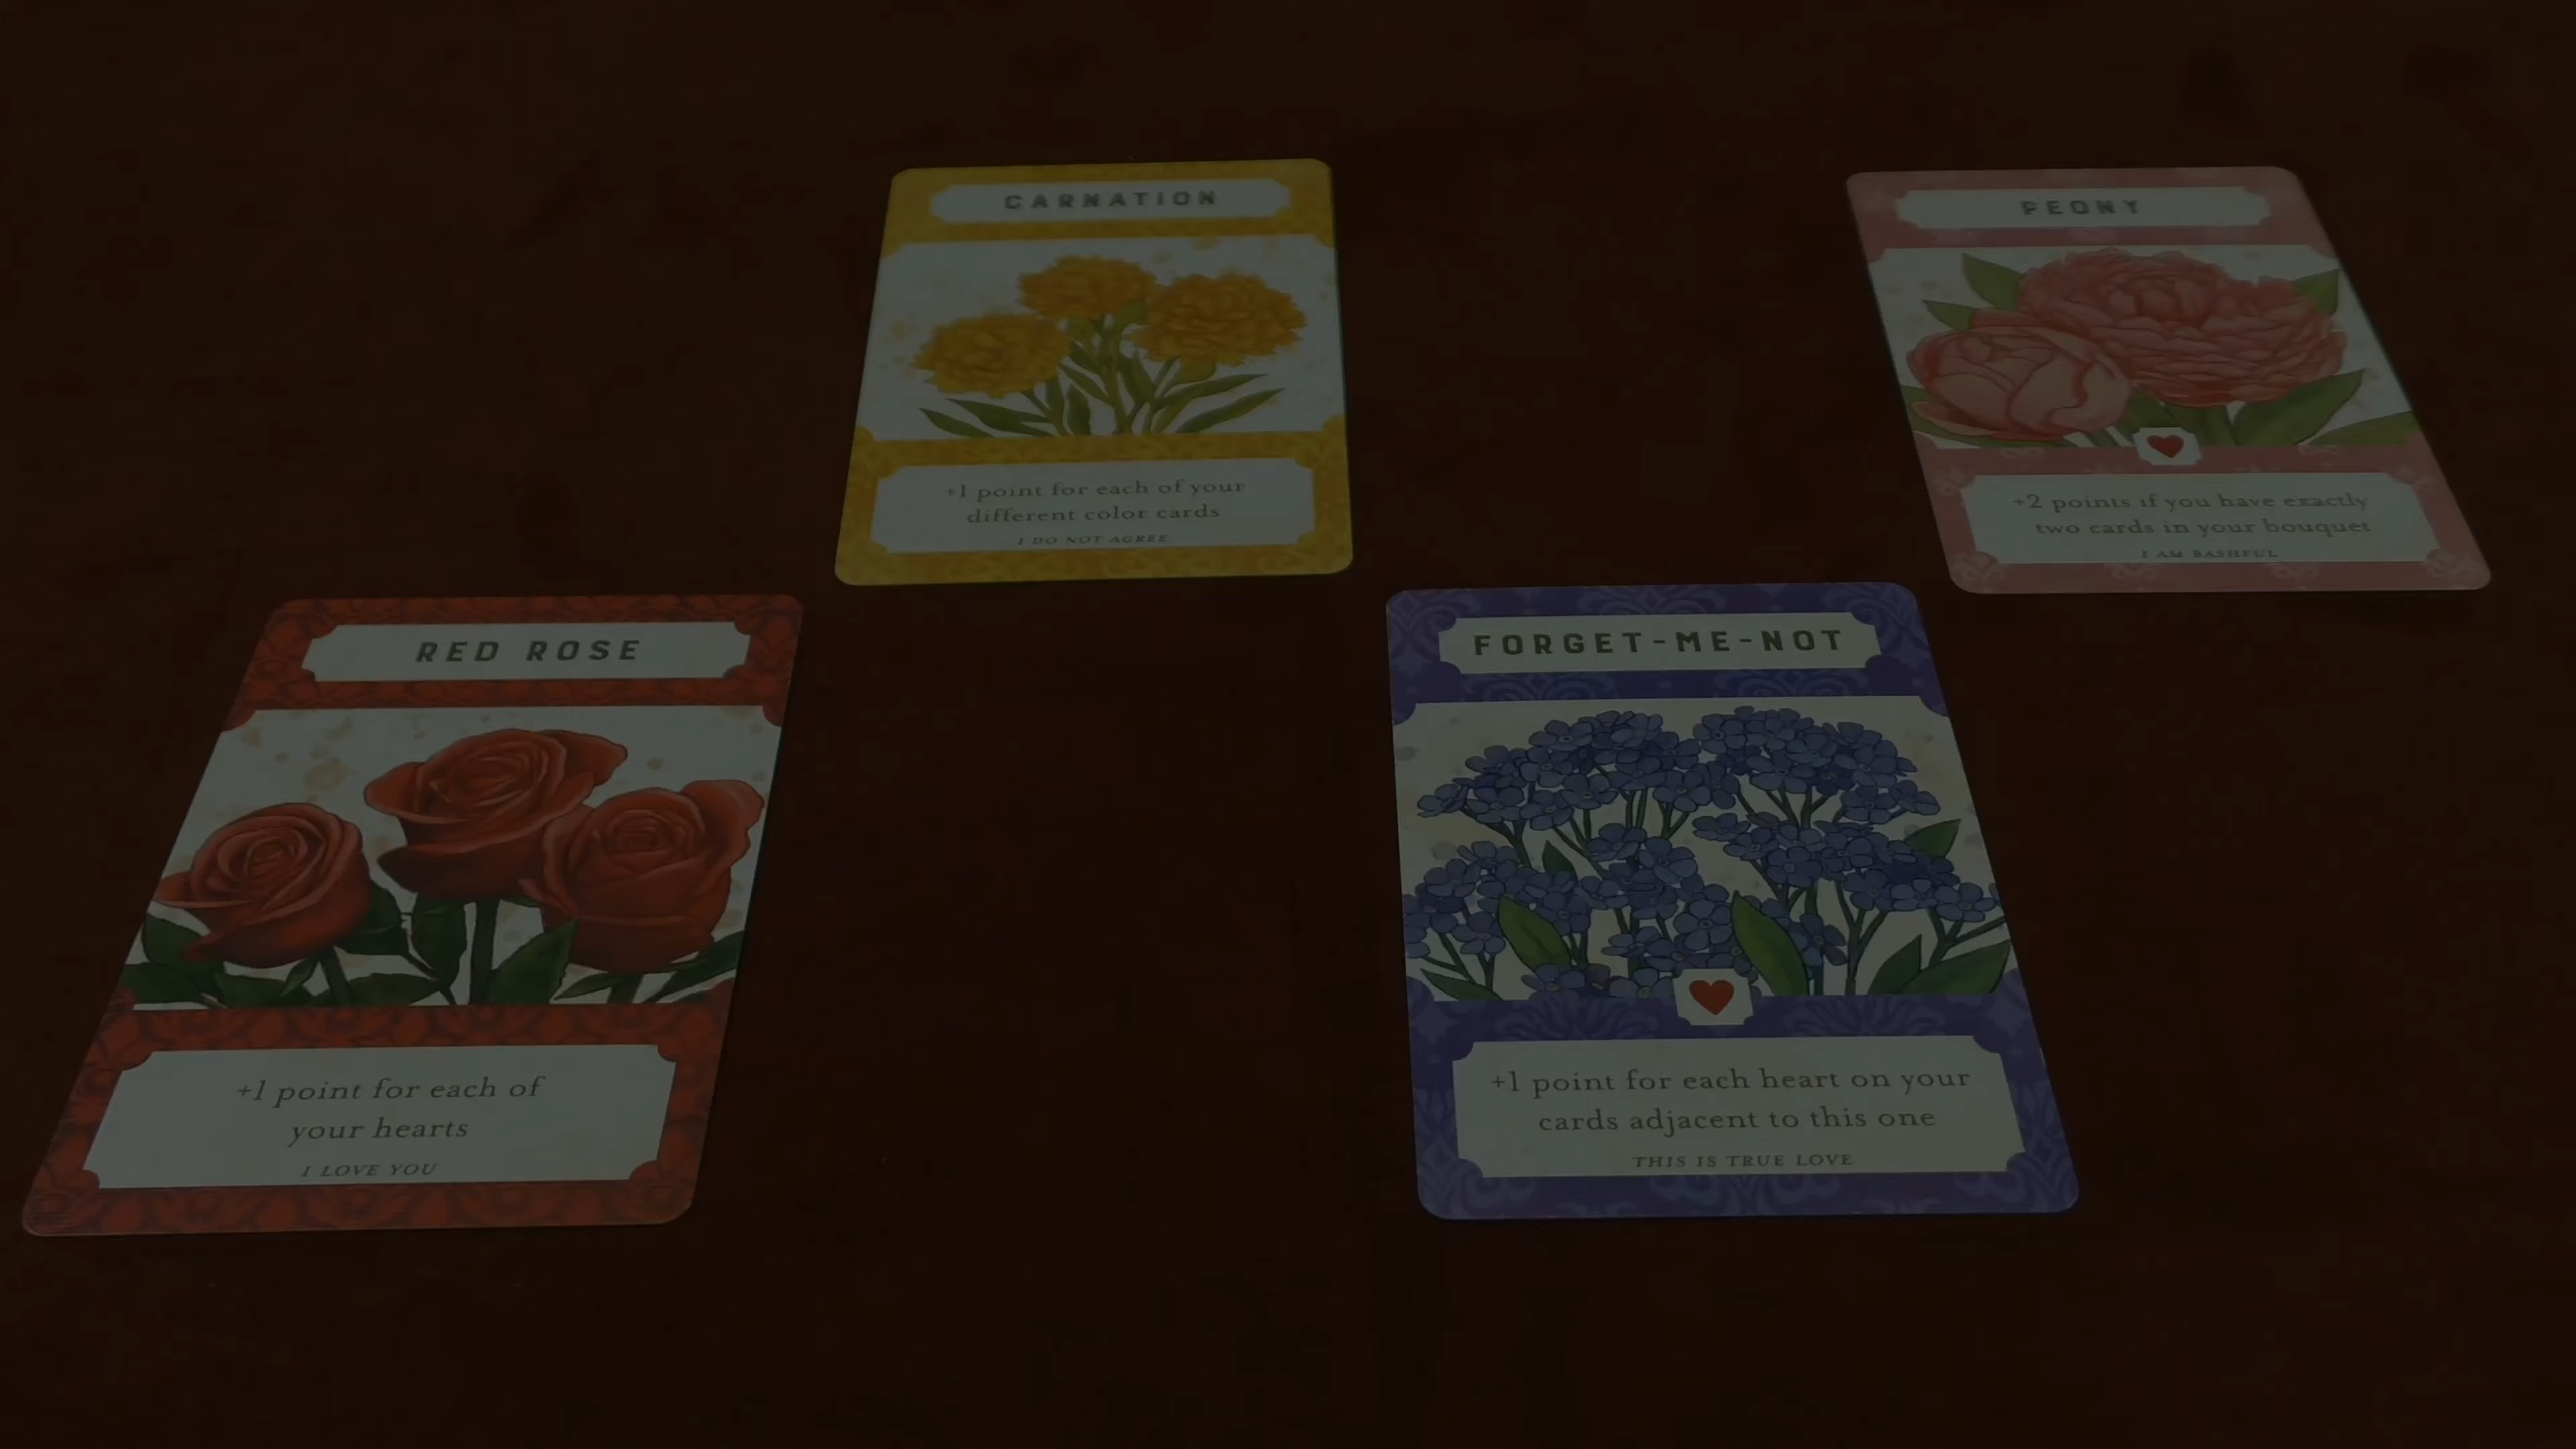 CARNATION
+1 point for each of your
different color cards
I DO NOT AGREE
PEONY
+2 points if you have exactly
two cards in your bouquet
I AM BASHFUL
RED ROSE
+1 point for each of
your hearts
I LOVE YOU
FORGET-ME-NOT
+1 point for each heart on your
cards adjacent to this one
THIS IS TRUE LOVE